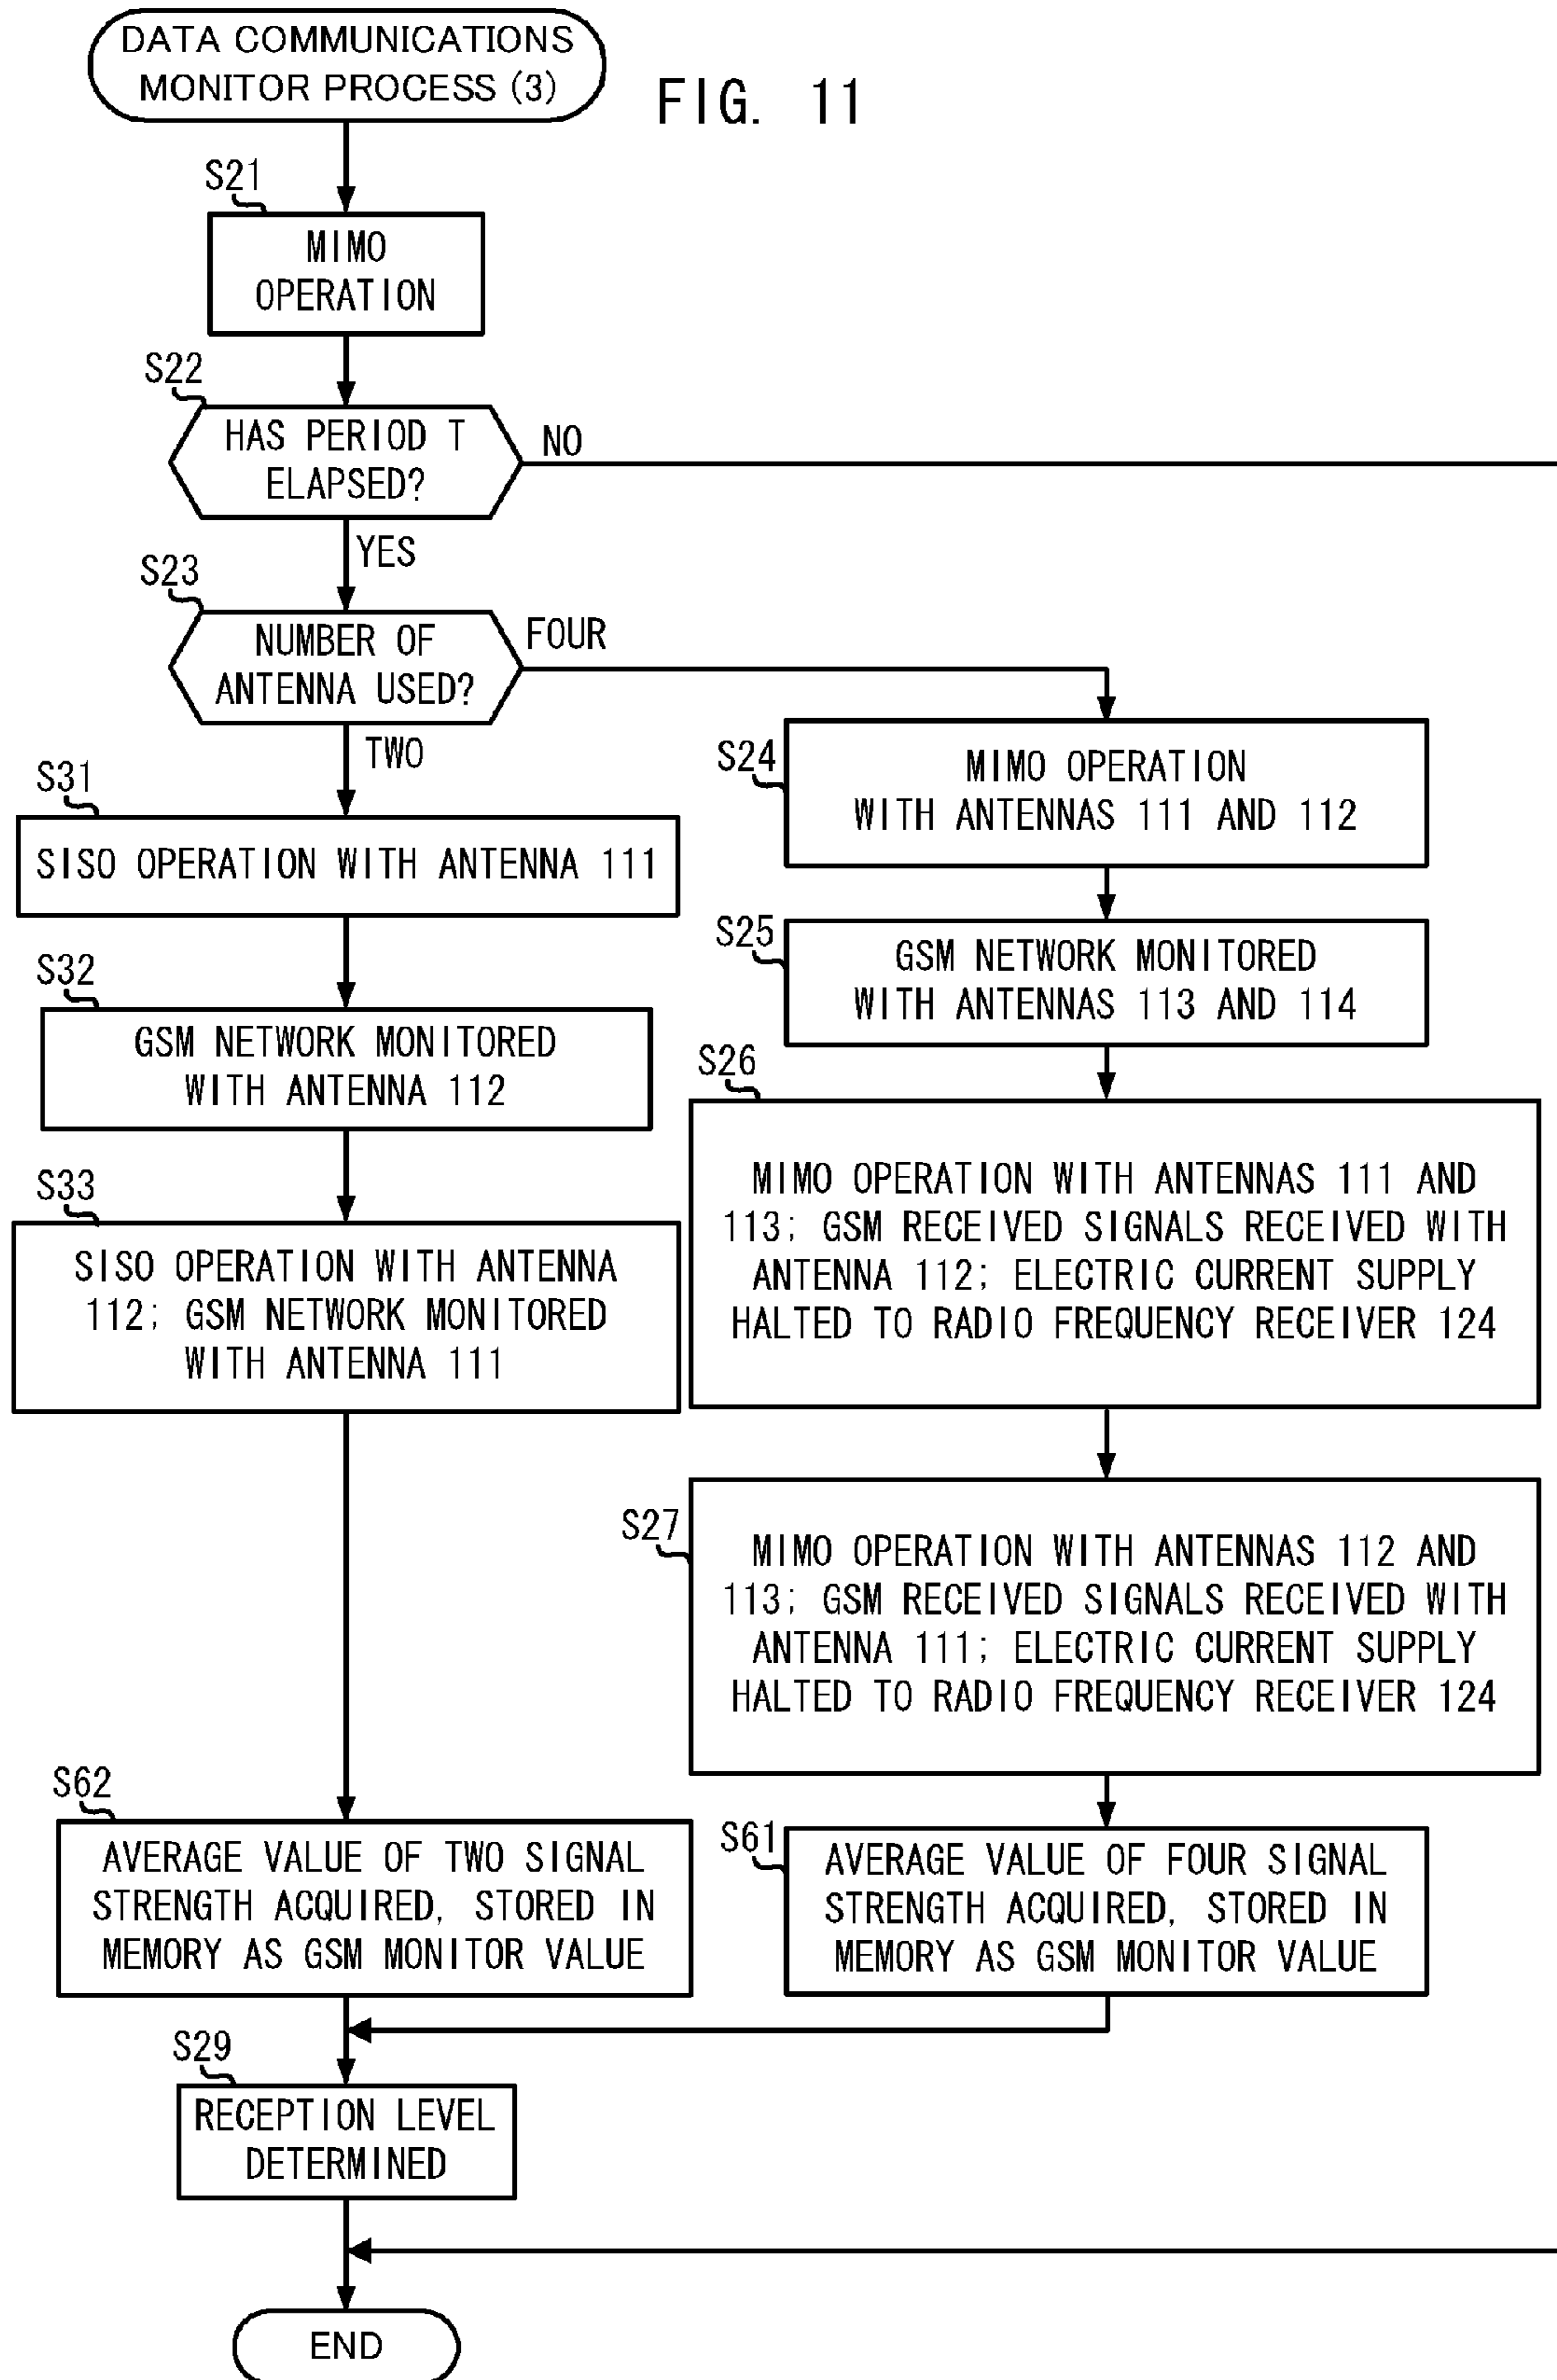 DATA COMMUNICATIONS
MONITOR PROCESS (3)
FIG. 11
S21
MIMO
OPERATION
S22
HAS PERIOD T
ELAPSED?
NO
YES
S23
NUMBER OF
ANTENNA USED?
FOUR
TWO
S31
SISO OPERATION WITH ANTENNA 111
S32
GSM NETWORK MONITORED
WITH ANTENNA 112
S33
SISO OPERATION WITH ANTENNA
112; GSM NETWORK MONITORED
WITH ANTENNA 111
S24
MIMO OPERATION
WITH ANTENNAS 111 AND 112
S25
GSM NETWORK MONITORED
WITH ANTENNAS 113 AND 114
S26
MIMO OPERATION WITH ANTENNAS 111 AND
113; GSM RECEIVED SIGNALS RECEIVED WITH
ANTENNA 112; ELECTRIC CURRENT SUPPLY
HALTED TO RADIO FREQUENCY RECEIVER 124
S27
MIMO OPERATION WITH ANTENNAS 112 AND
113; GSM RECEIVED SIGNALS RECEIVED WITH
ANTENNA 111; ELECTRIC CURRENT SUPPLY
HALTED TO RADIO FREQUENCY RECEIVER 124
S62
AVERAGE VALUE OF TWO SIGNAL
STRENGTH ACQUIRED, STORED IN
MEMORY AS GSM MONITOR VALUE
S61
AVERAGE VALUE OF FOUR SIGNAL
STRENGTH ACQUIRED, STORED IN
MEMORY AS GSM MONITOR VALUE
S29
RECEPTION LEVEL
DETERMINED
END